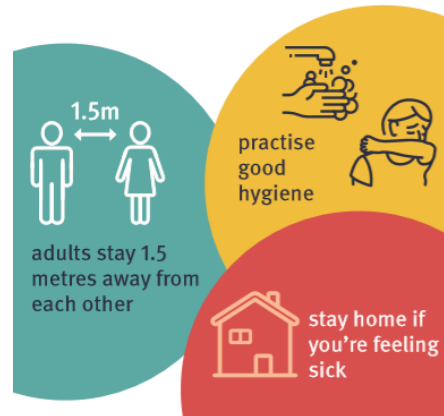 1.5m
adults stay 1.5
metres away from
each other
practise
good
hygiene
stay home if
you're feeling
sick